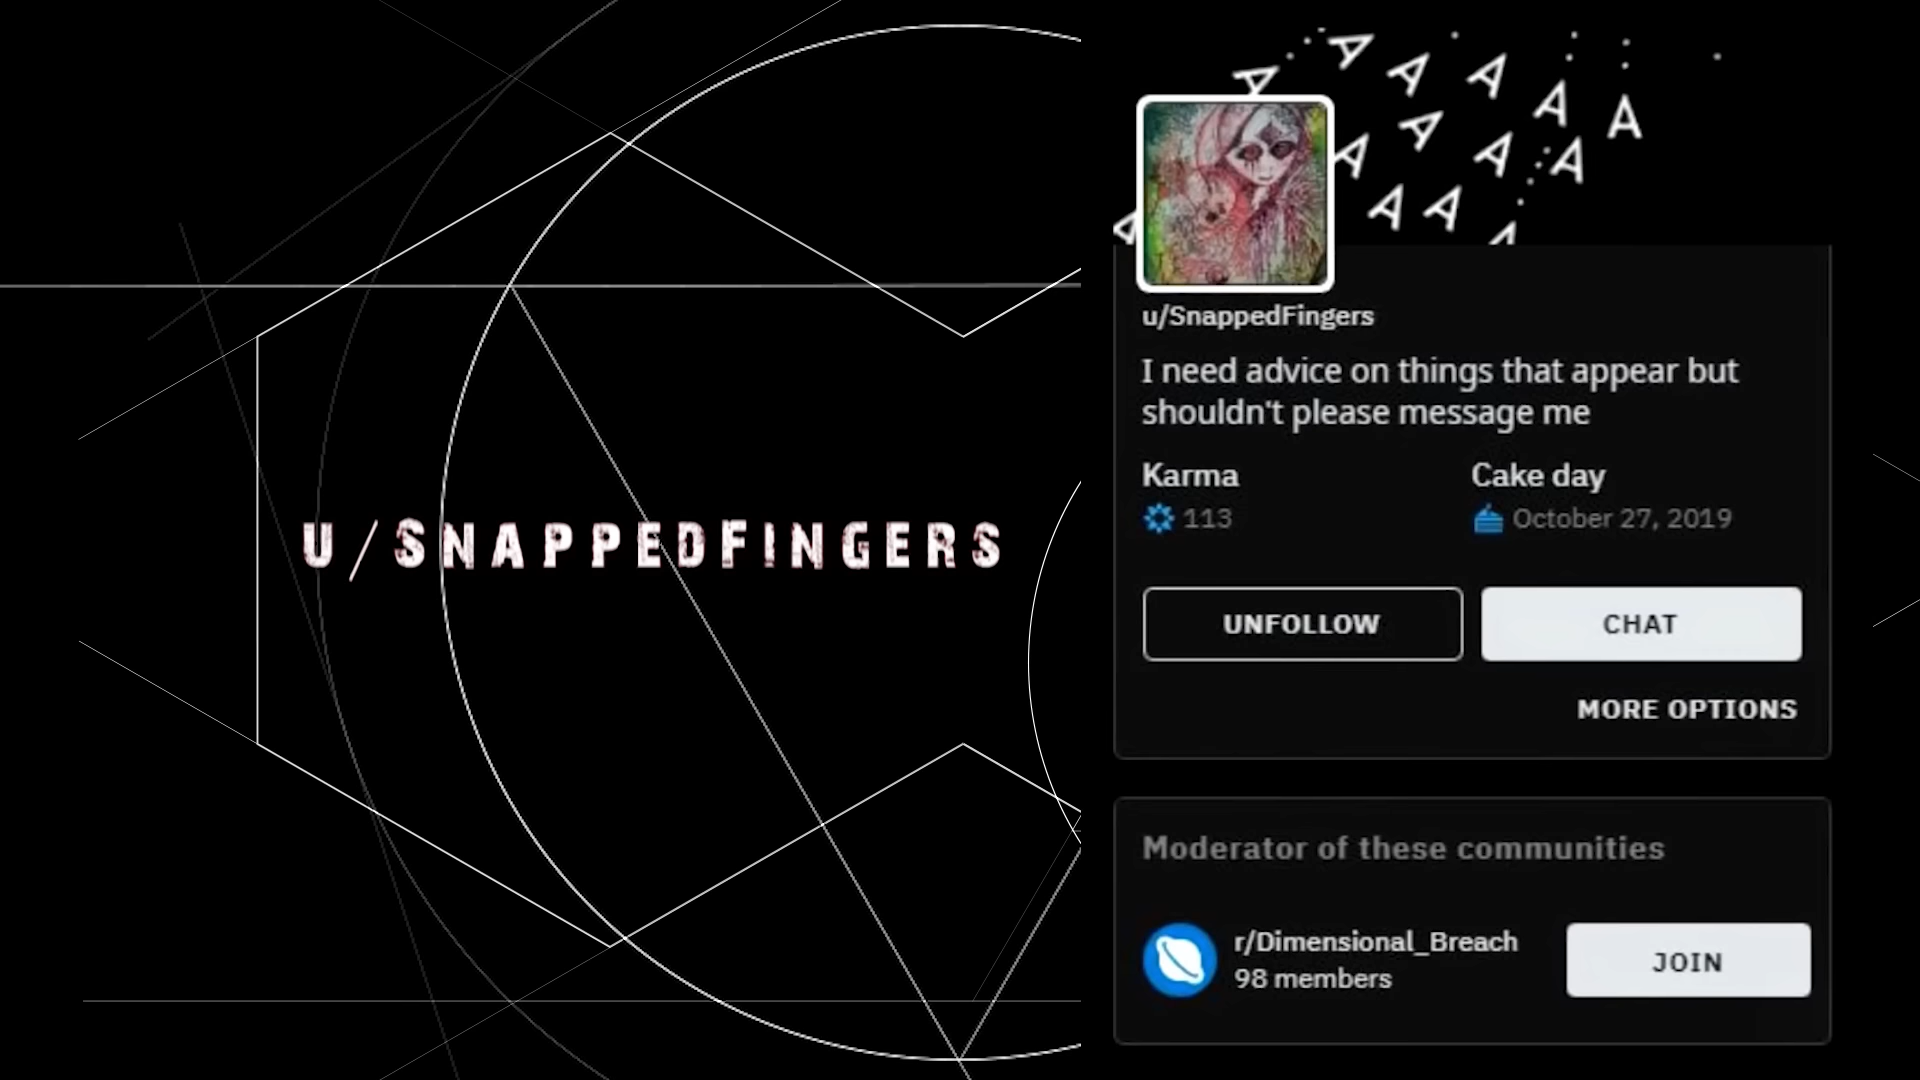 U/SNAPPEDFINGERS
A A A A A A A A A A A A A A A
u/SnappedFingers
I need advice on things that appear but
shouldn't please message me
Karma
Cake day
113
October 27, 2019
UNFOLLOW
CHAT
MORE OPTIONS
Moderator of these communities
r/Dimensional_Breach
98 members
JOIN